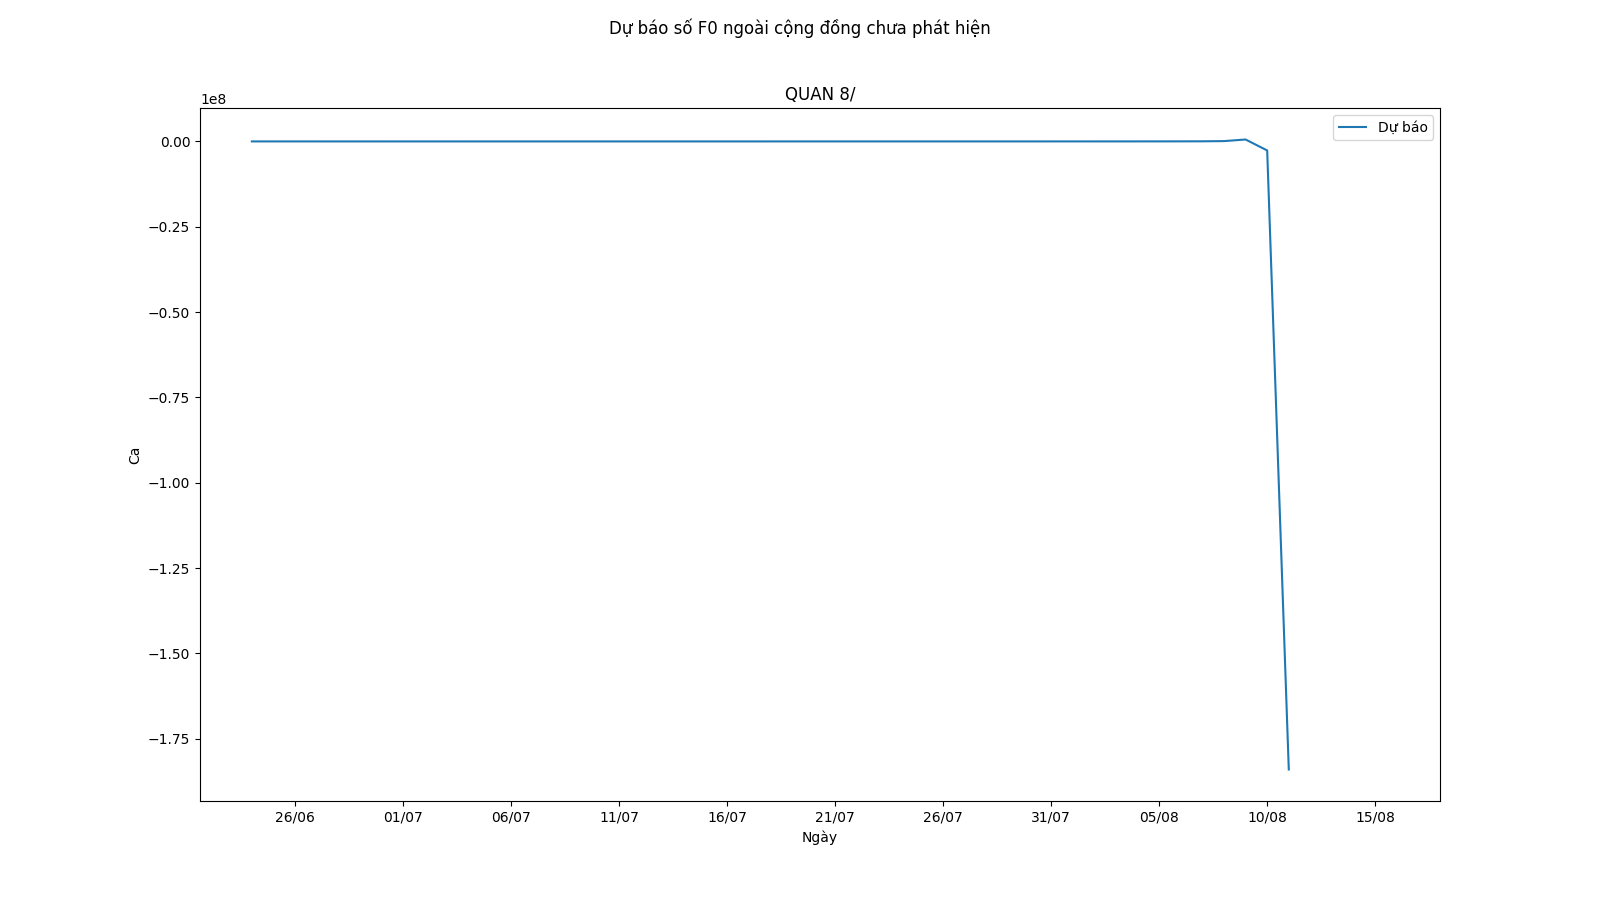 Dự báo số F0 ngoài cộng đồng chưa phát hiện
QUAN 8/
1e8
Dự báo
0.00
−0.25
−0.50
−0.75
−1.00
−1.25
−1.50
−1.75
Ca
26/06 01/07 06/07 11/07 16/07 21/07 26/07 31/07 05/08 10/08 15/08
Ngày